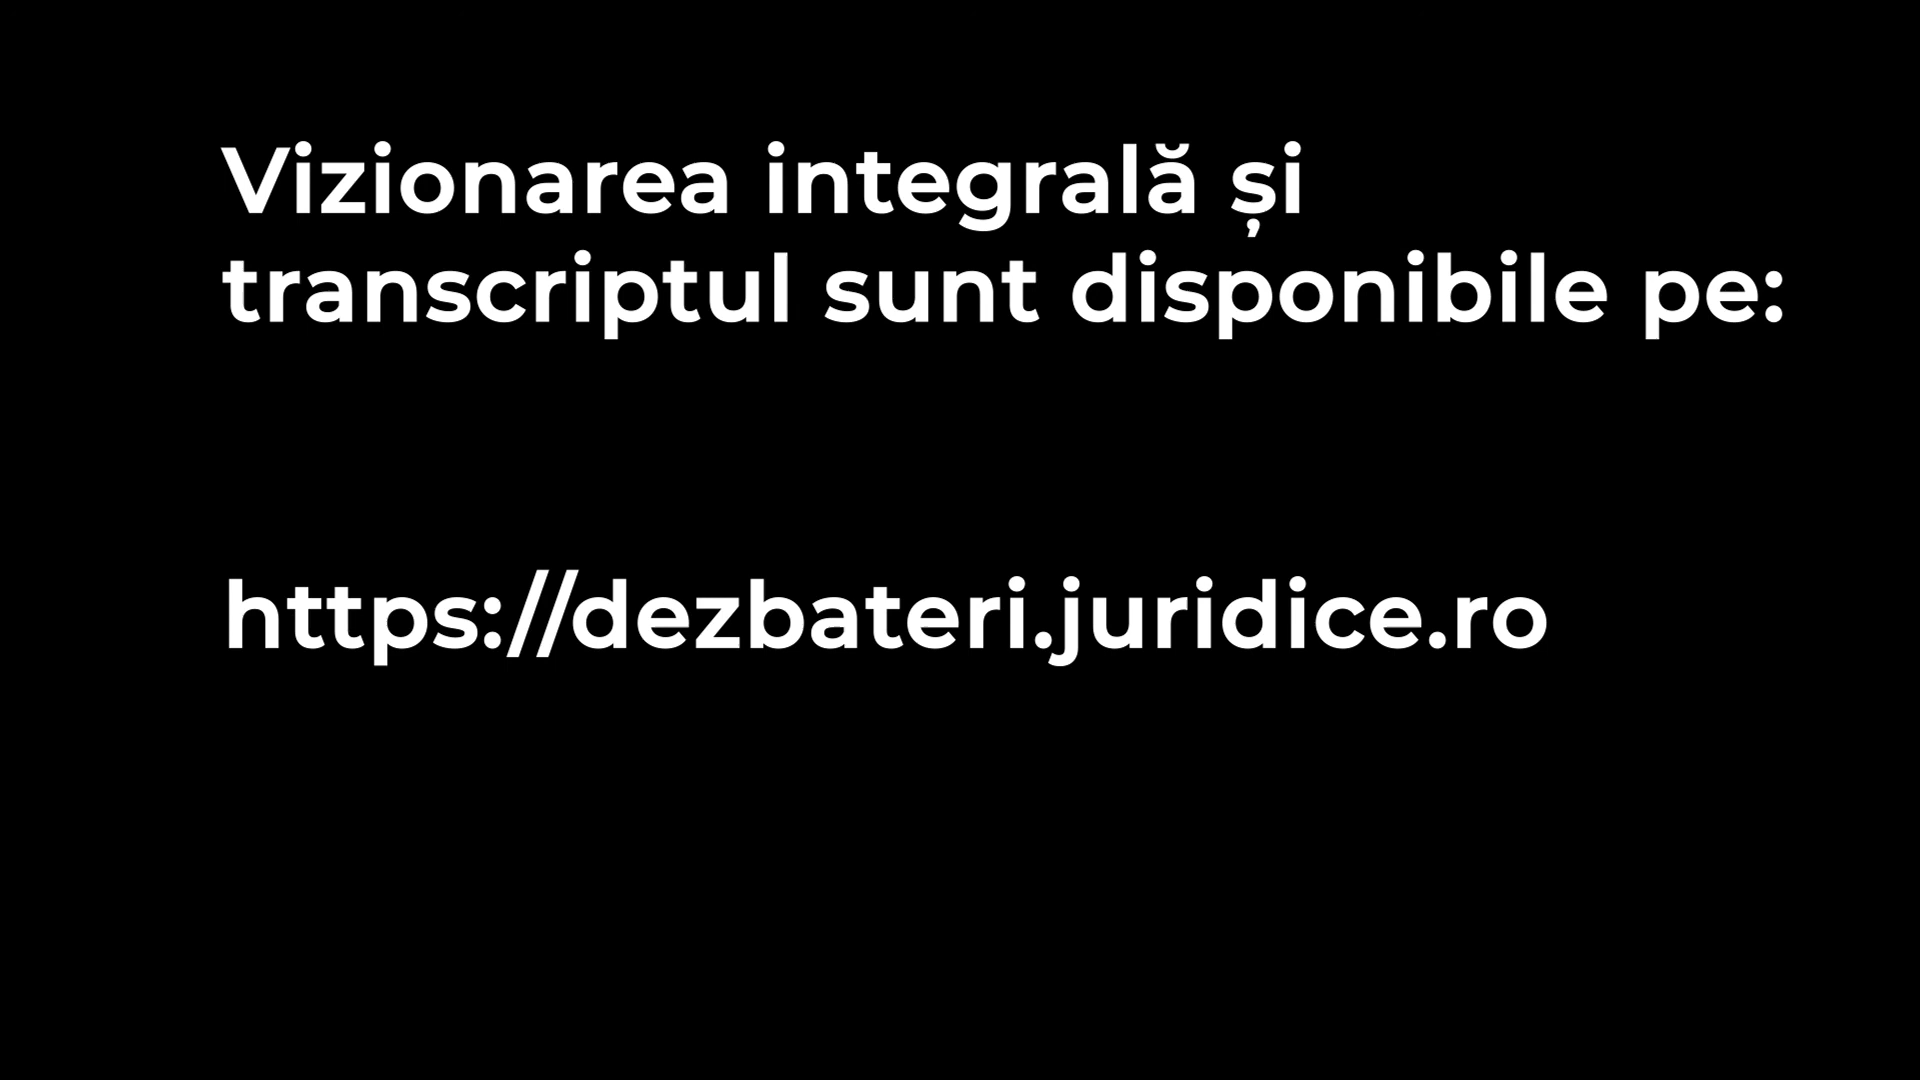 Vizionarea integrală și
transcriptul sunt disponibile pe:
https://dezbateri.juridice.ro